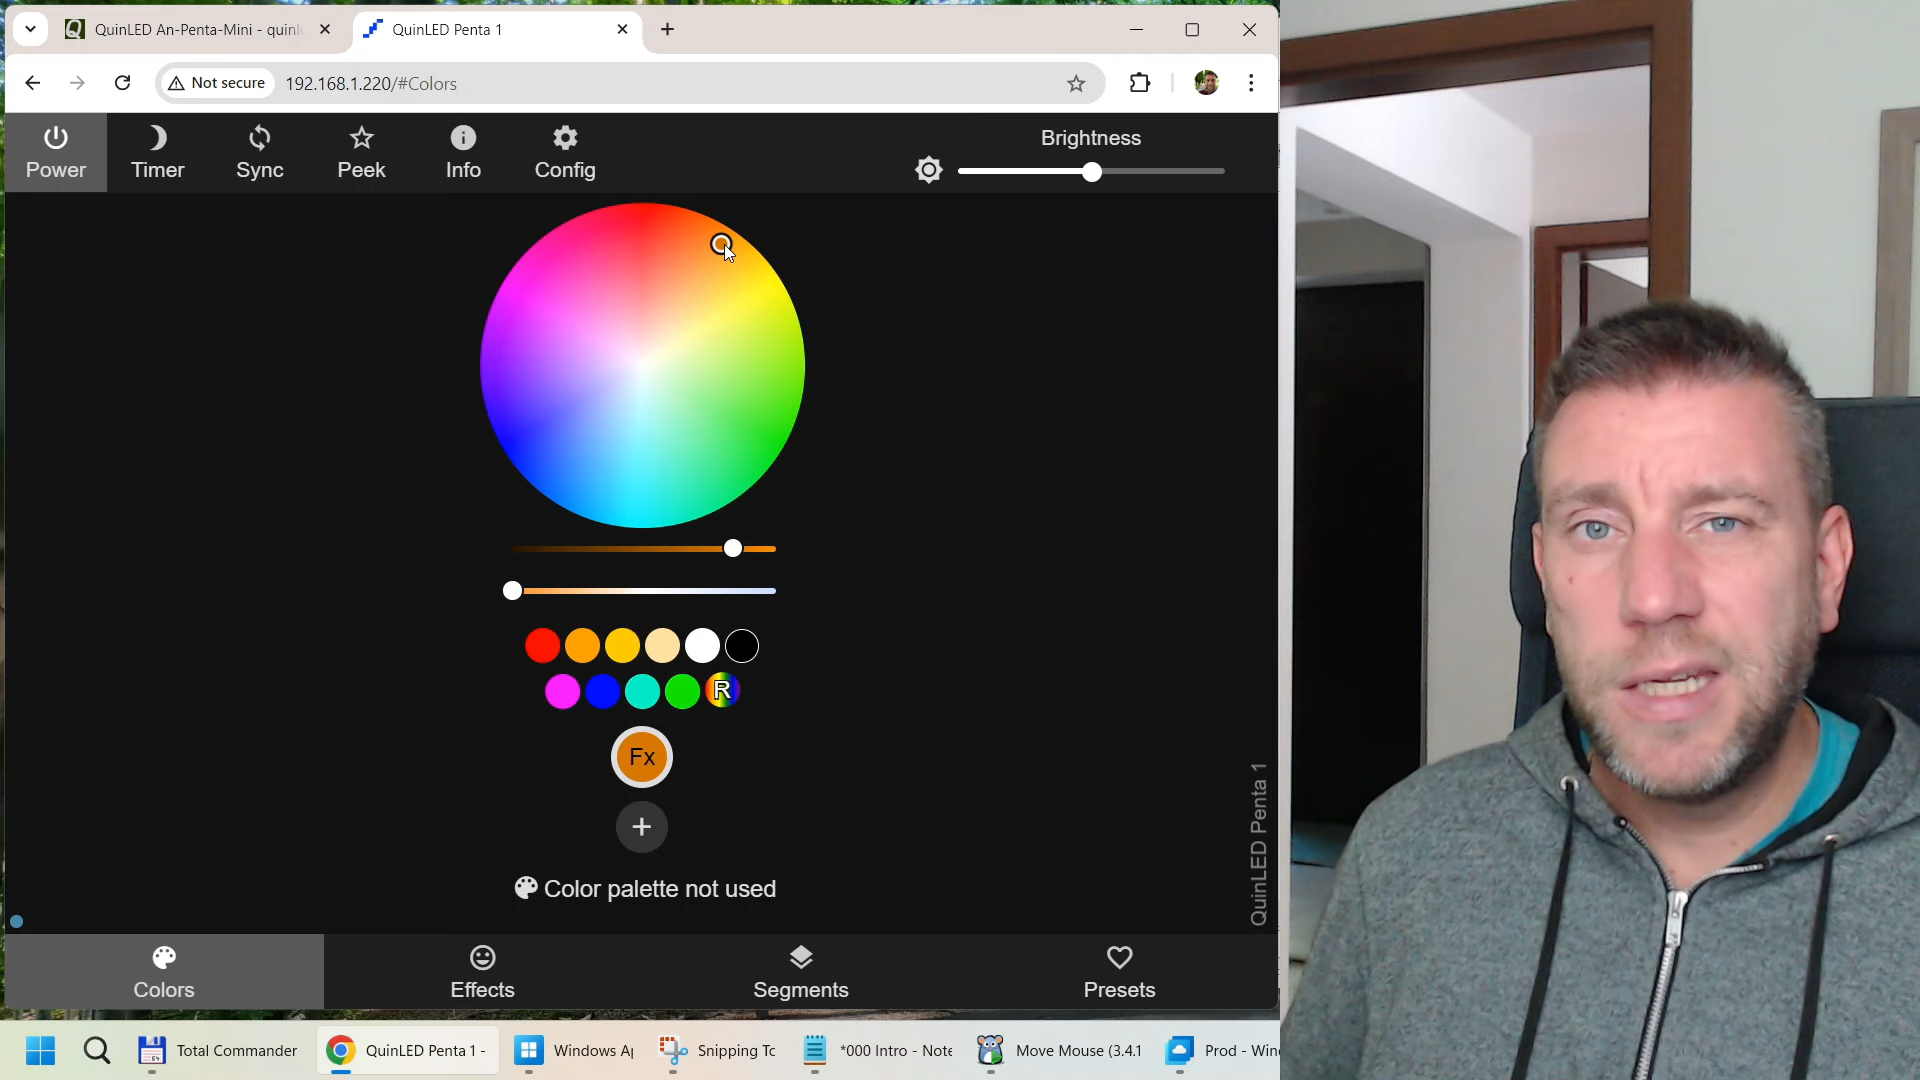 QuinLED An-Penta-Mini - quin
QuinLED Penta 1
Not secure
192.168.1.220/#Colors
Power
Timer
Sync
Peek
Info
Config
Brightness
R
Fx
+
Color palette not used
QuinLED Penta 1
Colors
Effects
Segments
Presets
Total Commander
QuinLED Penta 1 -
Windows Ap
Snipping To
*000 Intro - Note
Move Mouse (3.4.1
Prod - Win